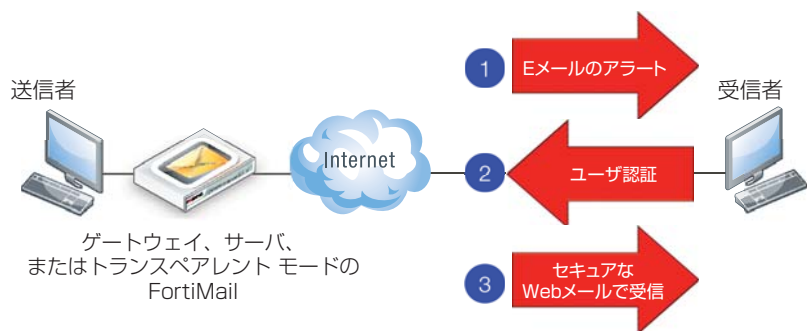 送信者
Internet
1
Eメールのアラート
2
ユーザ認証
3
セキュアな
Webメールで受信
受信者
ゲートウェイ、サーバ、
またはトランスペアレント モードの
FortiMail